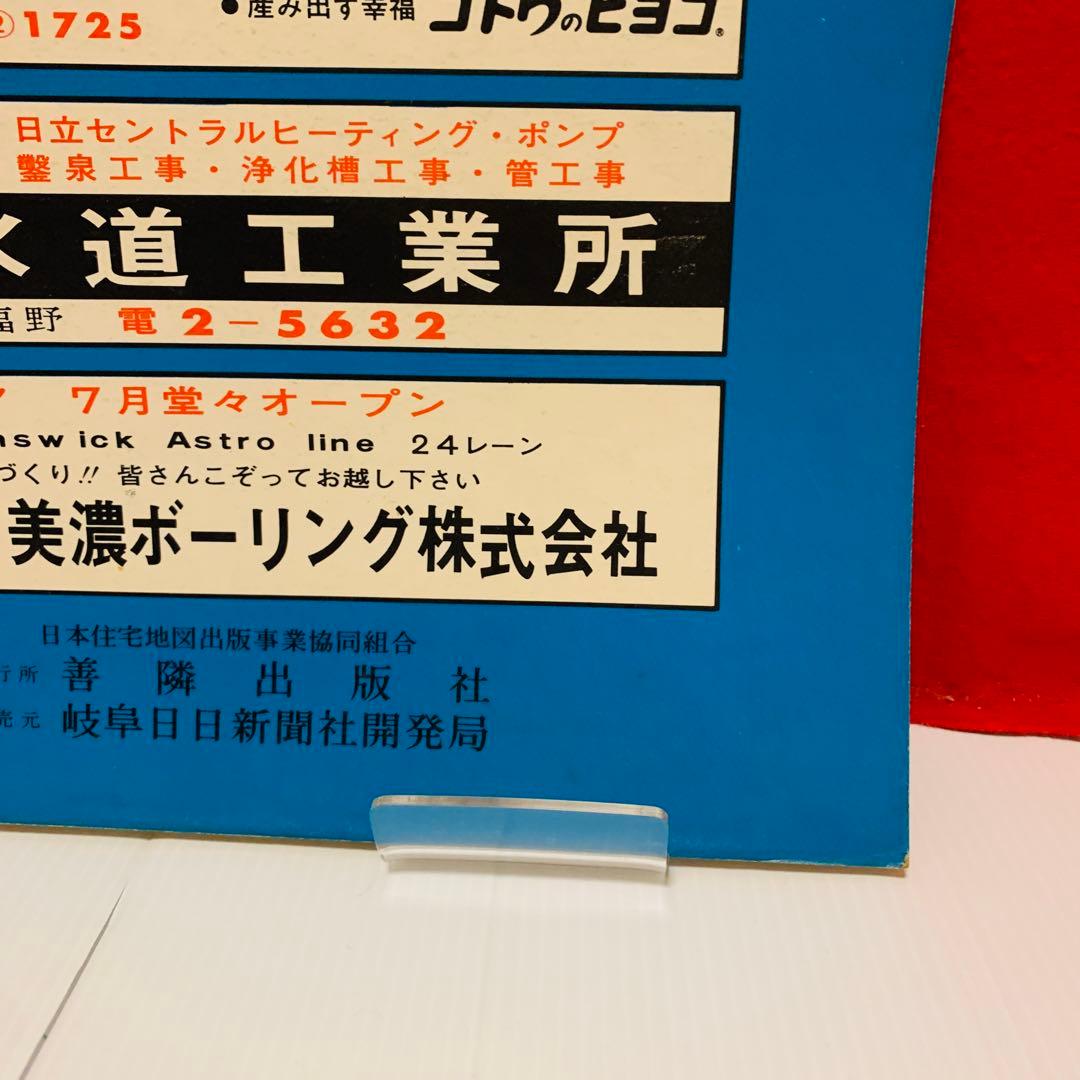 ②1725
● 産み出す幸福 コトウのヒヨコ®
日立セントラルヒーティング・ポンプ
鑿泉工事・浄化槽工事・管工事
水道工業所
福野 電 2-5632
7月堂々オープン
nswick Astro line 24レーン
づくり!! 皆さんこぞってお越し下さい
美濃ボーリング株式会社
日本住宅地図出版事業協同組合
行所 善隣出版社
売元 岐阜日日新聞社開発局